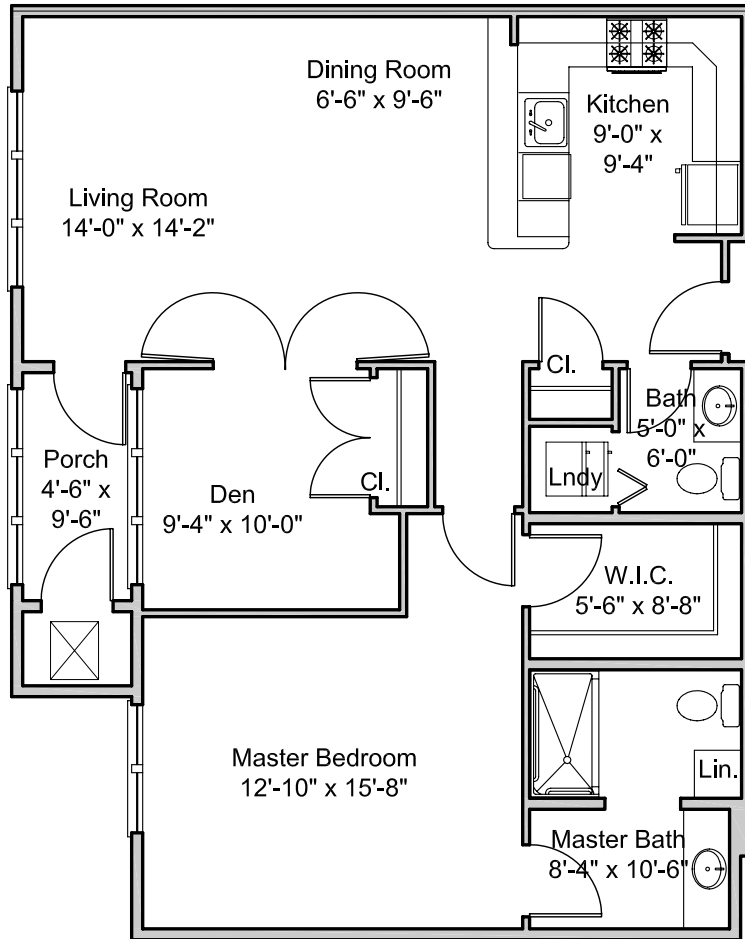 Dining Room
6'-6" x 9'-6"
Kitchen
9'-0" x
9'-4"
Living Room
14'-0" x 14'-2"
Cl.
Bath
5'-0" x
6'-0"
Porch
4'-6" x
9'-6"
Den
9'-4" x 10'-0"
Cl.
Lndy
W.I.C.
5'-6" x 8'-8"
Master Bedroom
12'-10" x 15'-8"
Lin.
Master Bath
8'-4" x 10'-6"